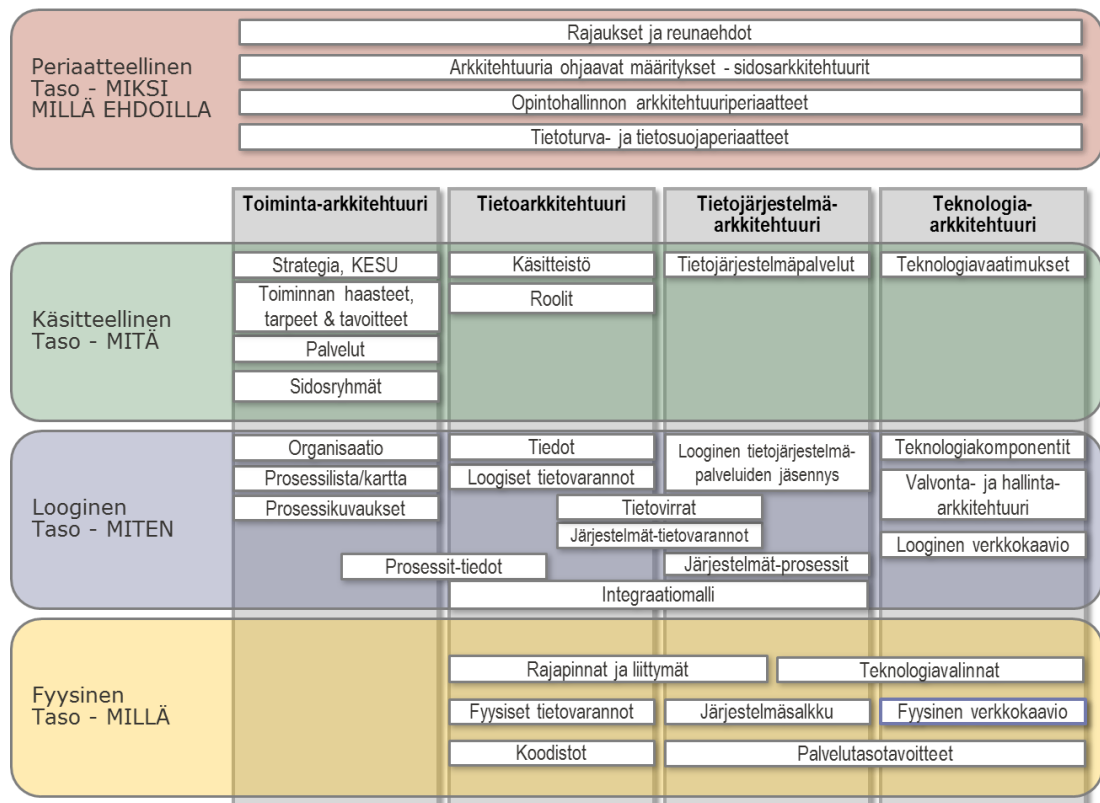 Periaatteellinen
Taso - MIKSI
MILLÄ EHDOILLA
Rajaukset ja reunaehdot
Arkkitehtuuria ohjaavat määritykset - sidosarkkitehtuurit
Opintohallinnon arkkitehtuuriperiaatteet
Tietoturva- ja tietosuojaperiaatteet
Toiminta-arkkitehtuuri
Tietoarkkitehtuuri
Tietojärjestelmä-
arkkitehtuuri
Teknologia-
arkkitehtuuri
Käsitteellinen
Taso - MITÄ
Strategia, KESU
Toiminnan haasteet,
tarpeet & tavoitteet
Palvelut
Sidosryhmät
Käsitteistö
Roolit
Tietojärjestelmäpalvelut
Teknologiavaatimukset
Looginen
Taso - MITEN
Organisaatio
Prosessilista/kartta
Prosessikuvaukset
Tiedot
Loogiset tietovarannot
Looginen tietojärjestelmä-
palveluiden jäsennys
Tietovirrat
Järjestelmät-tietovarannot
Prosessit-tiedot
Järjestelmät-prosessit
Integraatiomalli
Teknologiakomponentit
Valvonta- ja hallinta-
arkkitehtuuri
Looginen verkkokaavio
Fyysinen
Taso - MILLÄ
Rajapinnat ja liittymät
Teknologiavalinnat
Fyysiset tietovarannot
Järjestelmäsalkku
Fyysinen verkkokaavio
Koodistot
Palvelutasotavoitteet